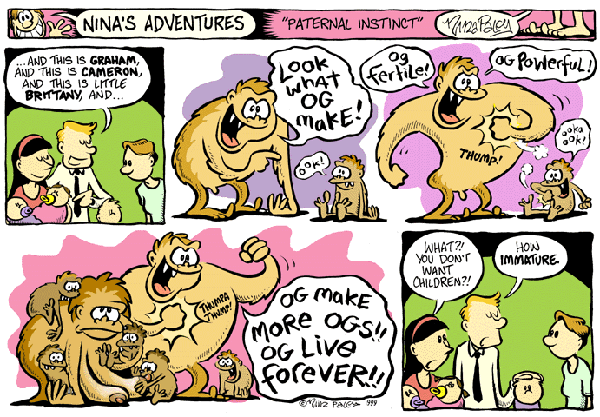 NINA'S ADVENTURES
"PATERNAL INSTINCT"
Nina Paley
...AND THIS IS GRAHAM,
AND THIS IS CAMERON,
AND THIS IS LITTLE
BRITTANY, AND...
LOOK
WHAT
OG
MAKE!
OOK!
OG
fertile!
OG POWerful!
THUMP!
ooka
ook!
THUMPA
THUMP!
OG MAKE
MORE OGS!!
OG LIVE
foreVER!!
©Nina Paley
WHAT?!
YOU DON'T
WANT
CHILDREN?!
HOW
IMMATURE.